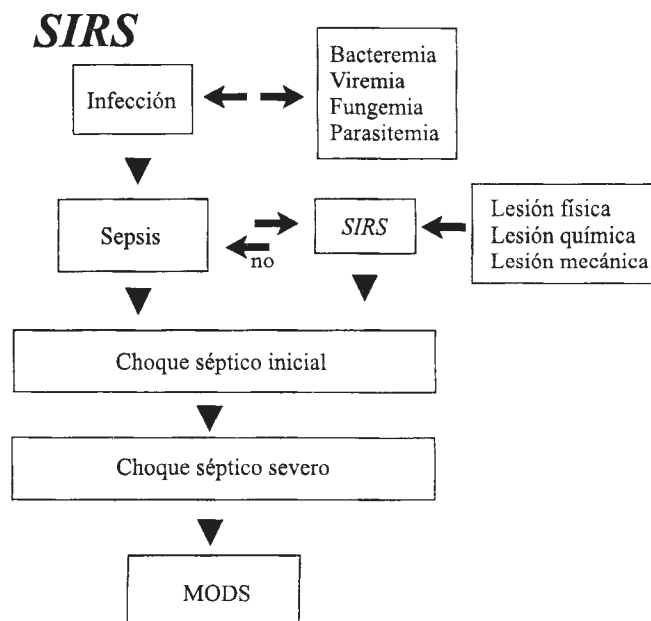 SIRS
Infección
Bacteremia
Viremia
Fungemia
Parasitemia
Sepsis
no
SIRS
Lesión física
Lesión química
Lesión mecánica
Choque séptico inicial
Choque séptico severo
MODS